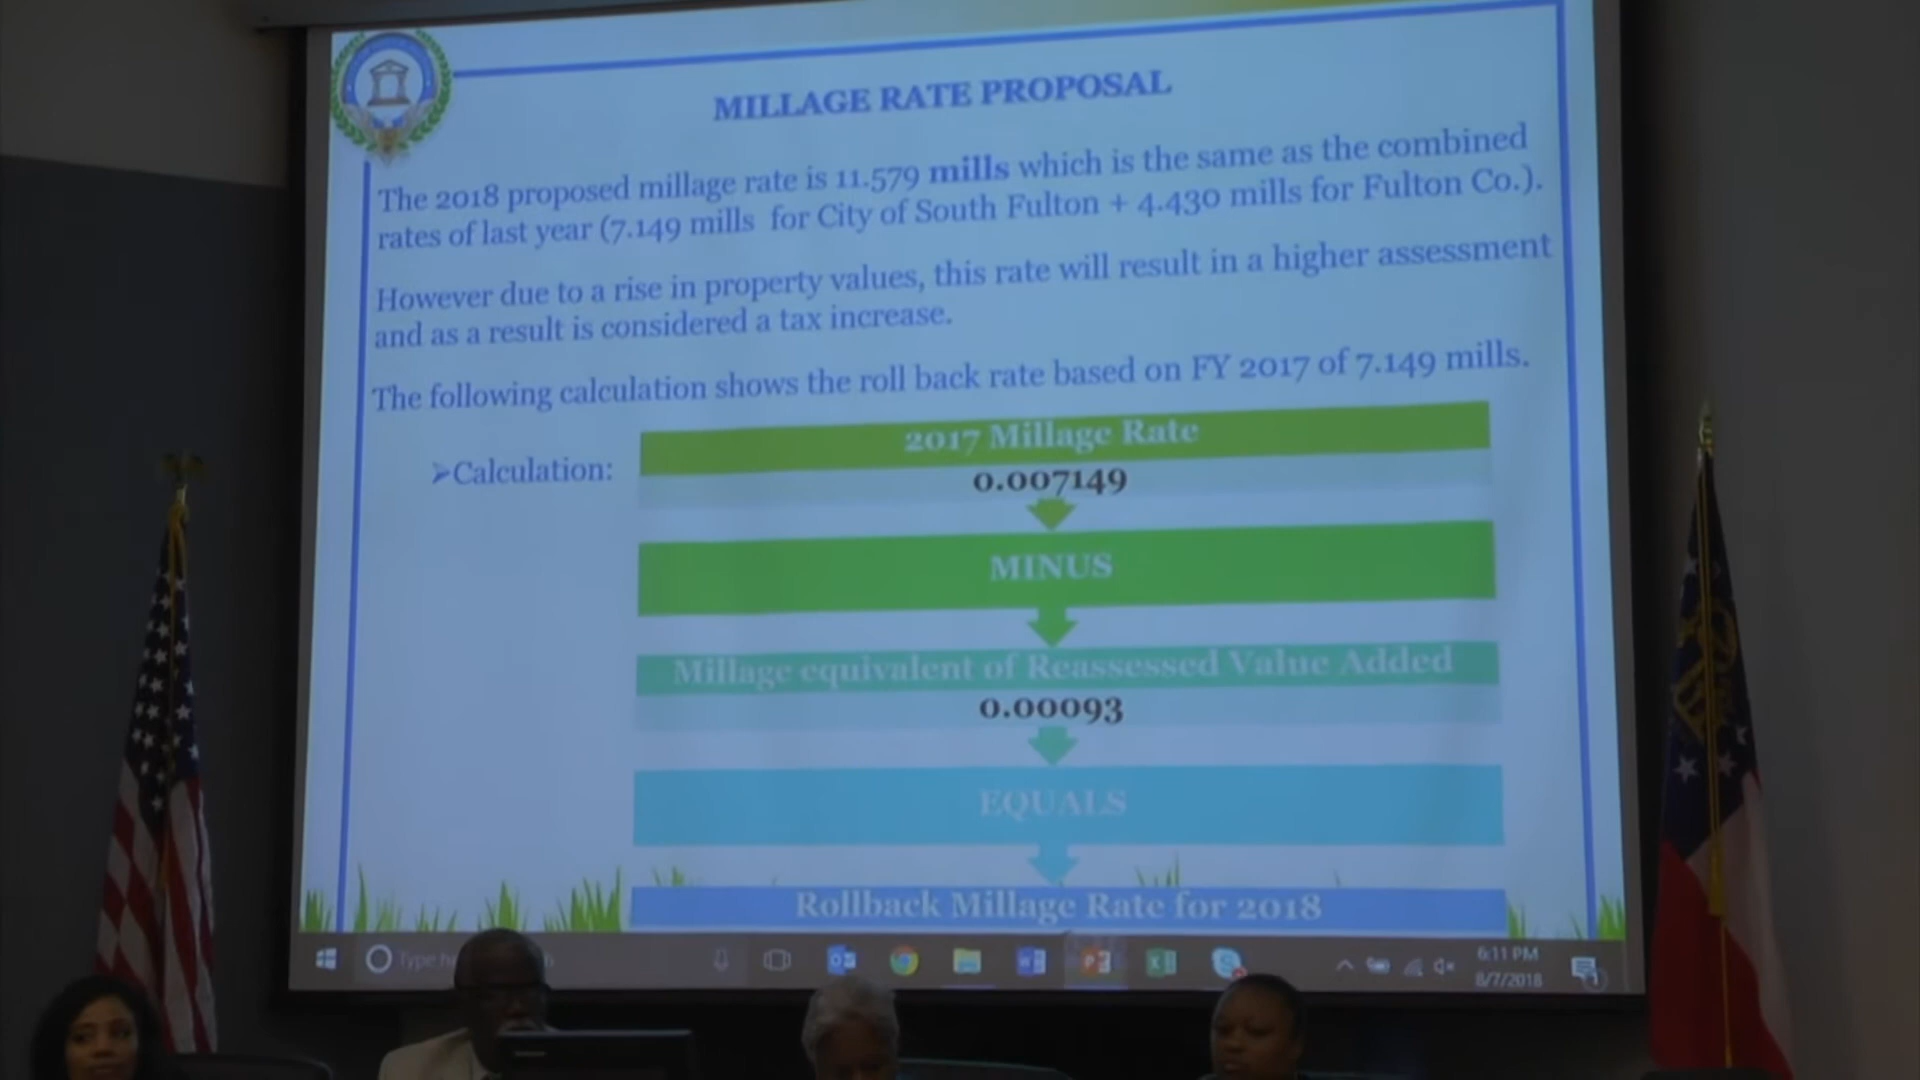 MILLAGE RATE PROPOSAL
The 2018 proposed millage rate is 11.579 mills which is the same as the combined
rates of last year (7.149 mills for City of South Fulton + 4.430 mills for Fulton Co.).
However due to a rise in property values, this rate will result in a higher assessment
and as a result is considered a tax increase.
The following calculation shows the roll back rate based on FY 2017 of 7.149 mills.
➢Calculation:
2017 Millage Rate
0.007149
MINUS
Millage equivalent of Reassessed Value Added
0.00093
EQUALS
Rollback Millage Rate for 2018
Type
6:11 PM
8/7/2018